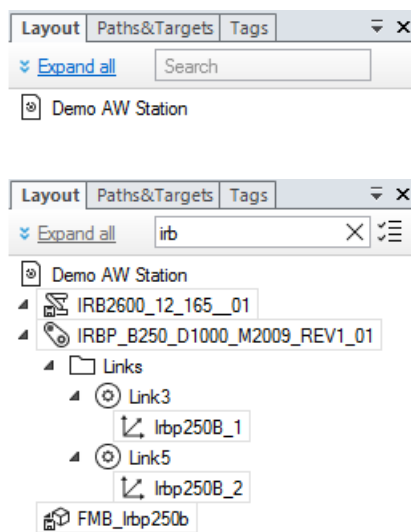 Layout Paths&Targets Tags
Expand all Search
Demo AW Station
Layout Paths&Targets Tags
Expand all irb
Demo AW Station
IRB2600_12_165__01
IRBP_B250_D1000_M2009_REV1_01
Links
Link3
Irbp250B_1
Link5
Irbp250B_2
FMB_Irbp250b